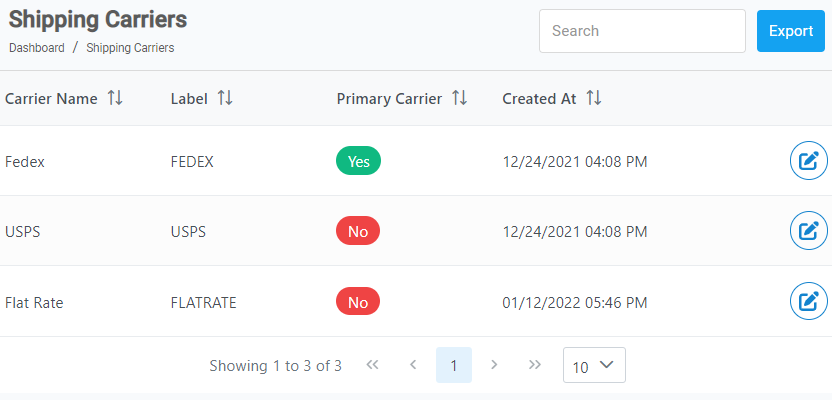 Shipping Carriers
Dashboard / Shipping Carriers
Search
Export
Carrier Name Label Primary Carrier Created At
Fedex FEDEX Yes 12/24/2021 04:08 PM
USPS USPS No 12/24/2021 04:08 PM
Flat Rate FLATRATE No 01/12/2022 05:46 PM
Showing 1 to 3 of 3 « ‹ 1 › » 10